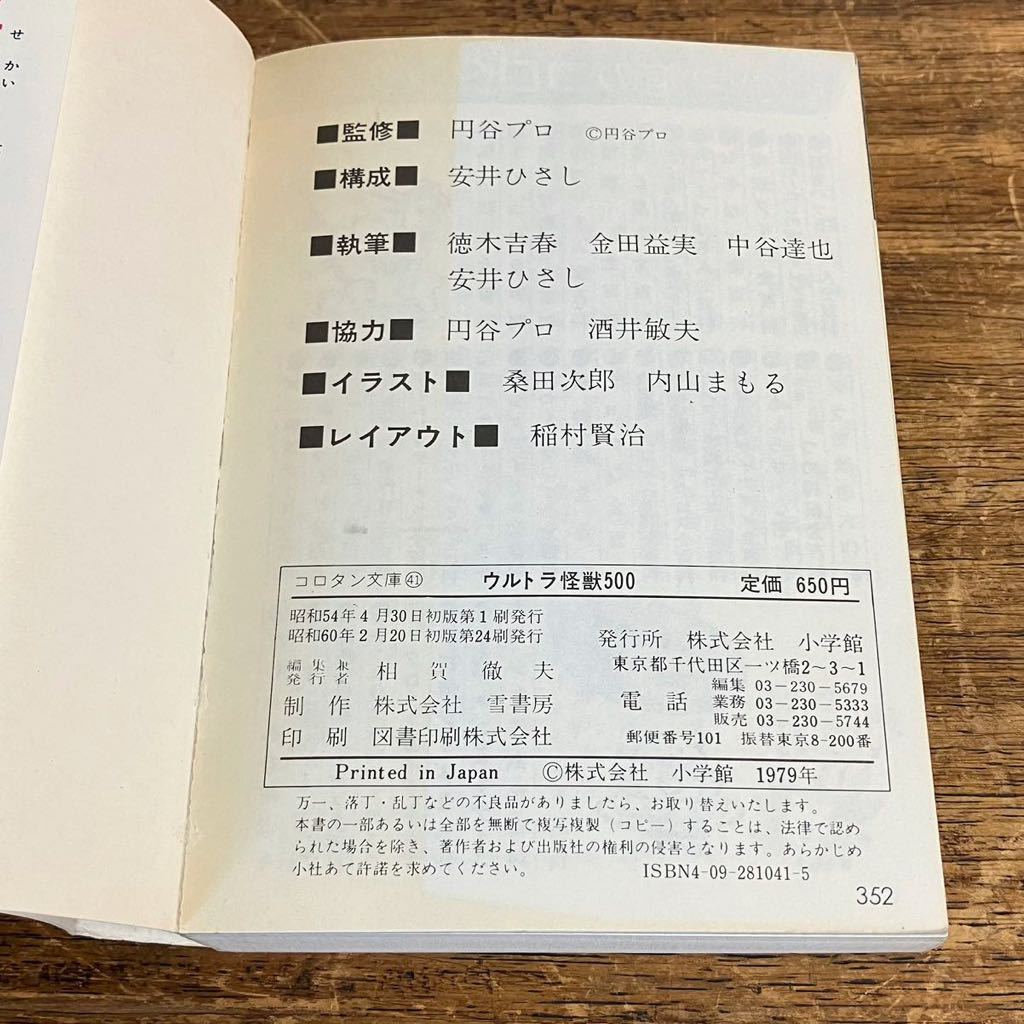 せ
か
い
■監修■ 円谷プロ ©円谷プロ
■構成■ 安井ひさし
■執筆■ 徳木吉春 金田益実 中谷達也
安井ひさし
■協力■ 円谷プロ 酒井敏夫
■イラスト■ 桑田次郎 内山まもる
■レイアウト■ 稲村賢治
コロタン文庫㊶ ウルトラ怪獣500 定価 650円
昭和54年4月30日初版第1刷発行
昭和60年2月20日初版第24刷発行
編集兼発行者 相賀徹夫
制作 株式会社 雪書房
印刷 図書印刷株式会社
発行所 株式会社 小学館
東京都千代田区一ツ橋2〜3〜1
電話 編集 03-230-5679
業務 03-230-5333
販売 03-230-5744
郵便番号101 振替東京8-200番
Printed in Japan ©株式会社 小学館 1979年
万一、落丁・乱丁などの不良品がありましたら、お取り替えいたします。
本書の一部あるいは全部を無断で複写複製（コピー）することは、法律で認め
られた場合を除き、著作者および出版社の権利の侵害となります。あらかじめ
小社あて許諾を求めてください。 ISBN4-09-281041-5
352